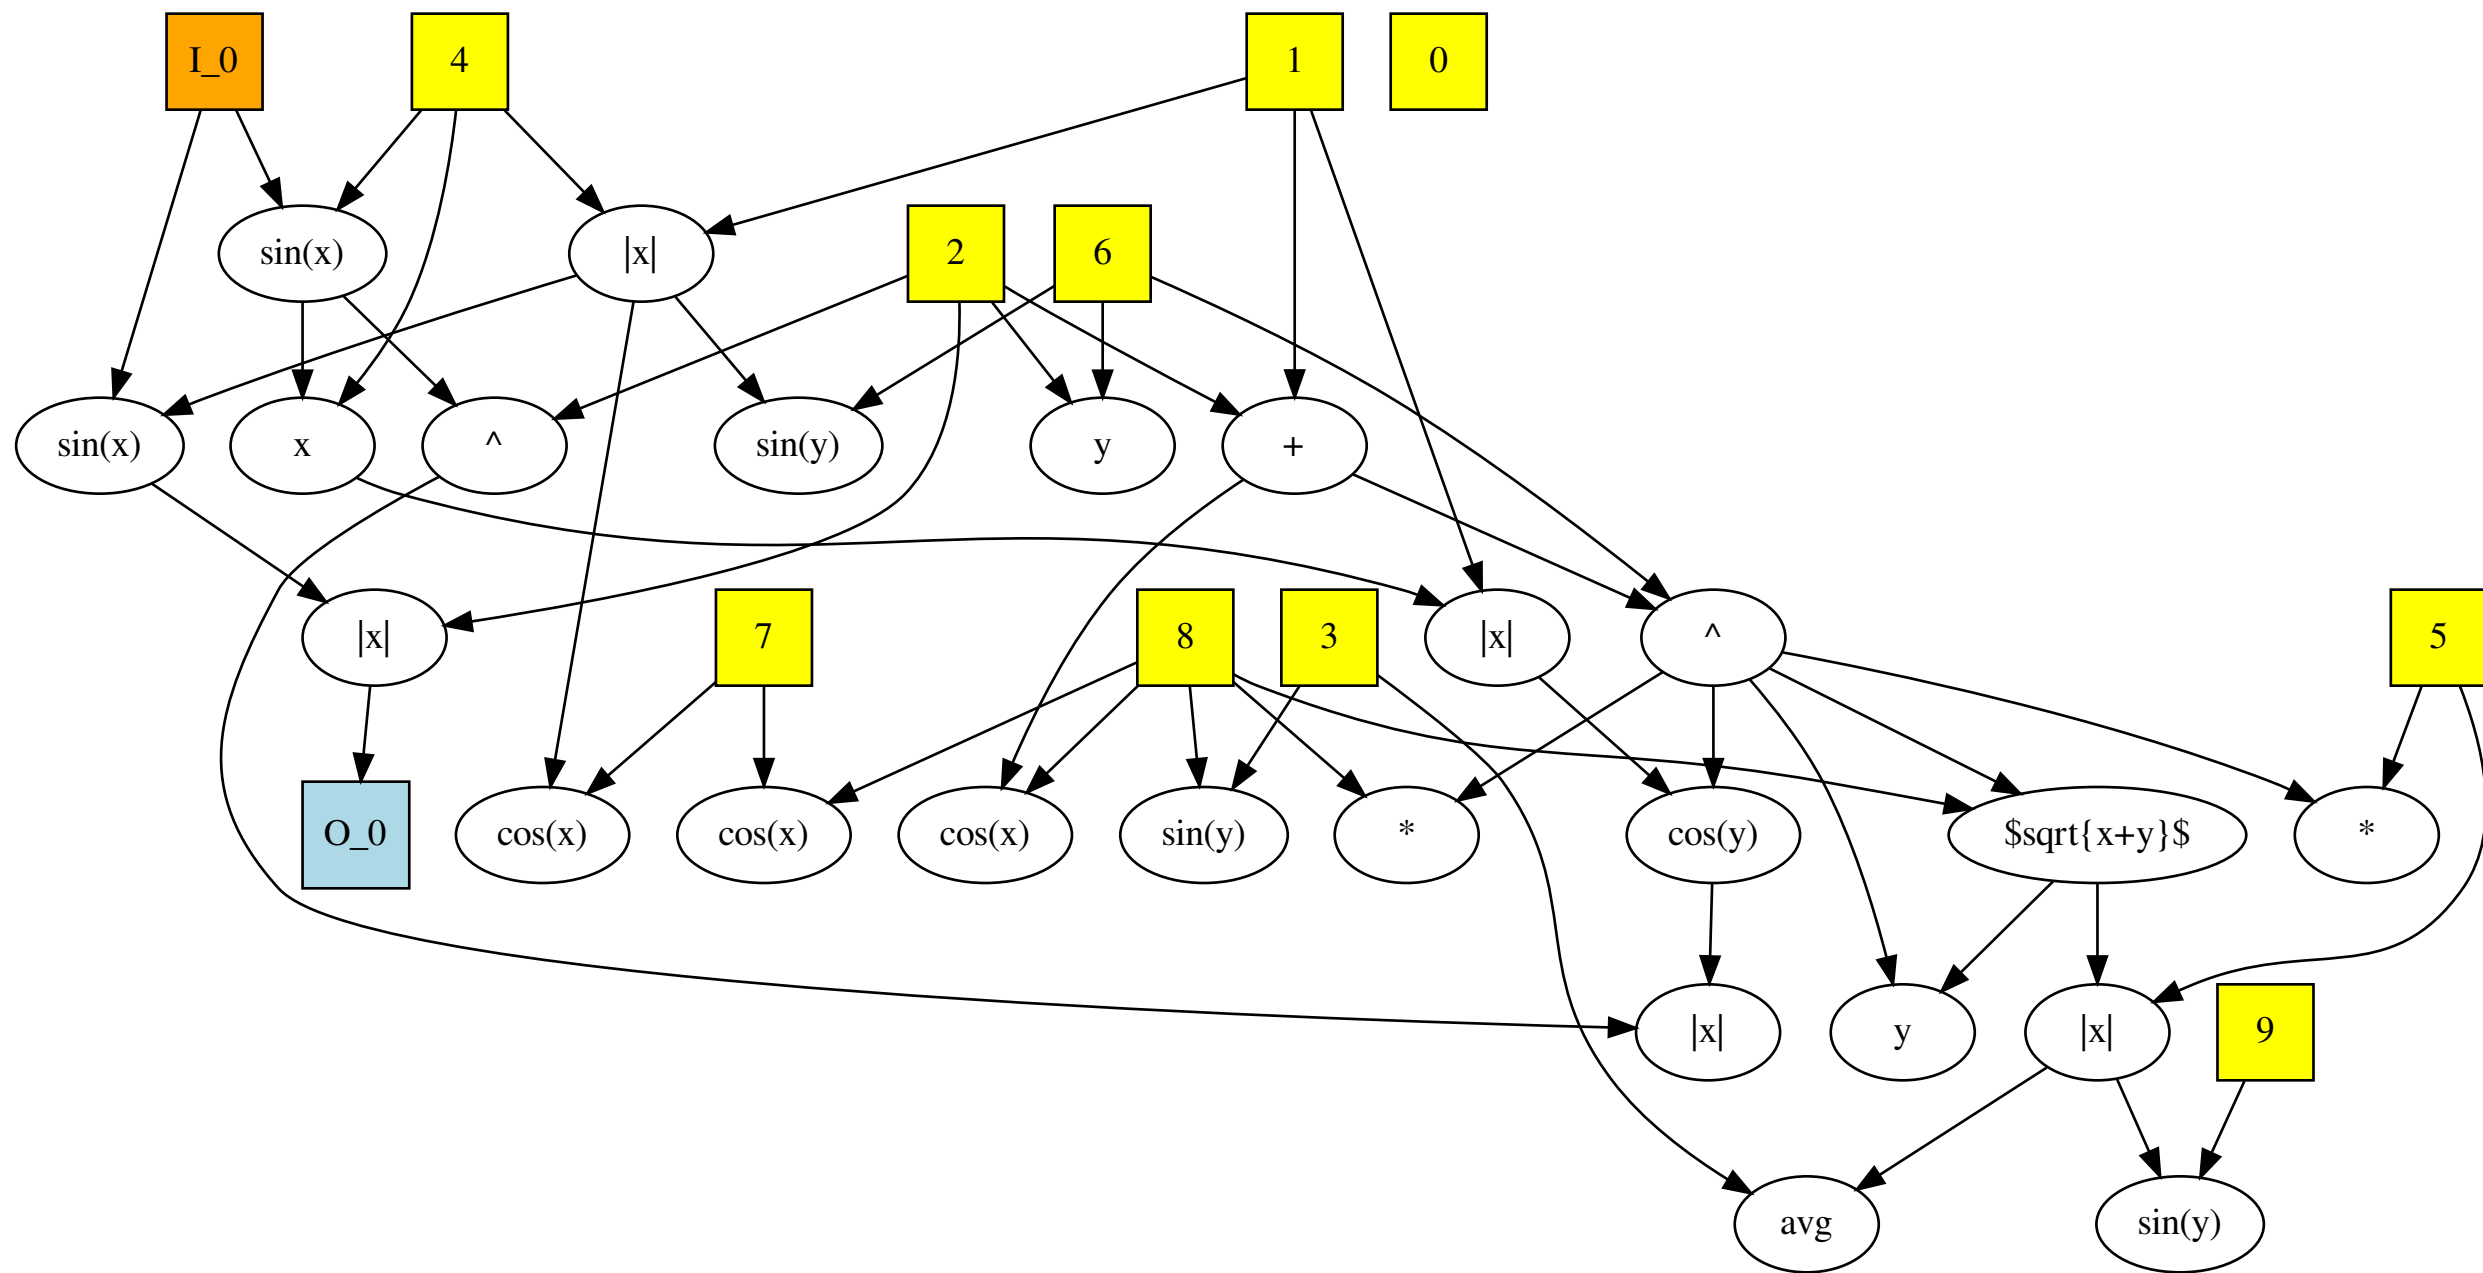 I_0
4
1
0
sin(x)
|x|
2
6
sin(x)
x
^
sin(y)
y
+
|x|
7
8
3
|x|
^
5
O_0
cos(x)
cos(x)
cos(x)
sin(y)
*
cos(y)
$sqrt{x+y}$
*
|x|
y
|x|
9
avg
sin(y)